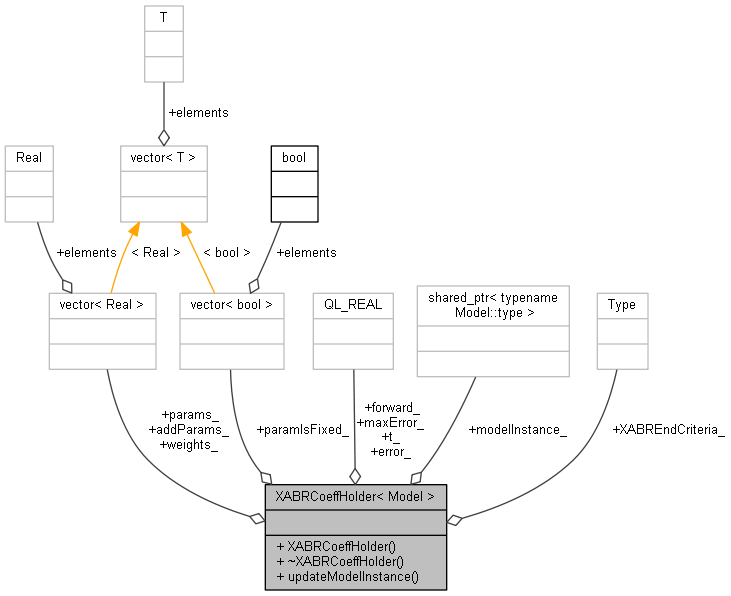 T
+elements
Real
vector< T >
bool
+elements
< Real >
< bool >
+elements
vector< Real >
vector< bool >
QL_REAL
shared_ptr< typename
Model::type >
Type
+params_
+addParams_
+weights_
+paramIsFixed_
+forward_
+maxError_
+t_
+error_
+modelInstance_
+XABREndCriteria_
XABRCoeffHolder< Model >
+ XABRCoeffHolder()
+ ~XABRCoeffHolder()
+ updateModelInstance()